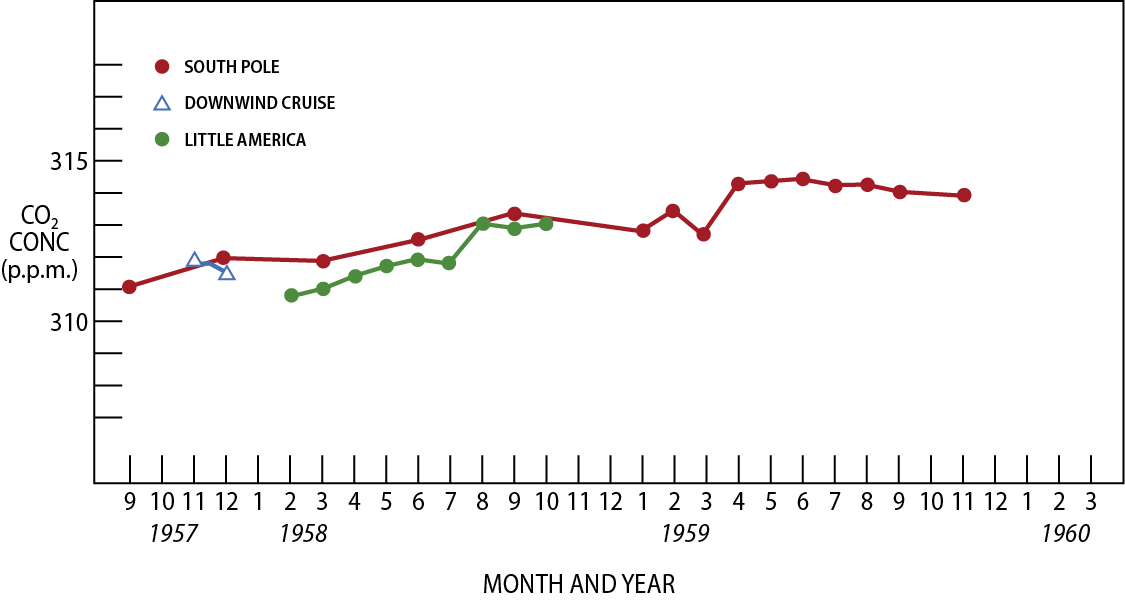 SOUTH POLE
DOWNWIND CRUISE
LITTLE AMERICA
315
CO₂
CONC
(p.p.m.)
310
9 10 11 12 1 2 3 4 5 6 7 8 9 10 11 12 1 2 3 4 5 6 7 8 9 10 11 12 1 2 3
1957 1958 1959 1960
MONTH AND YEAR